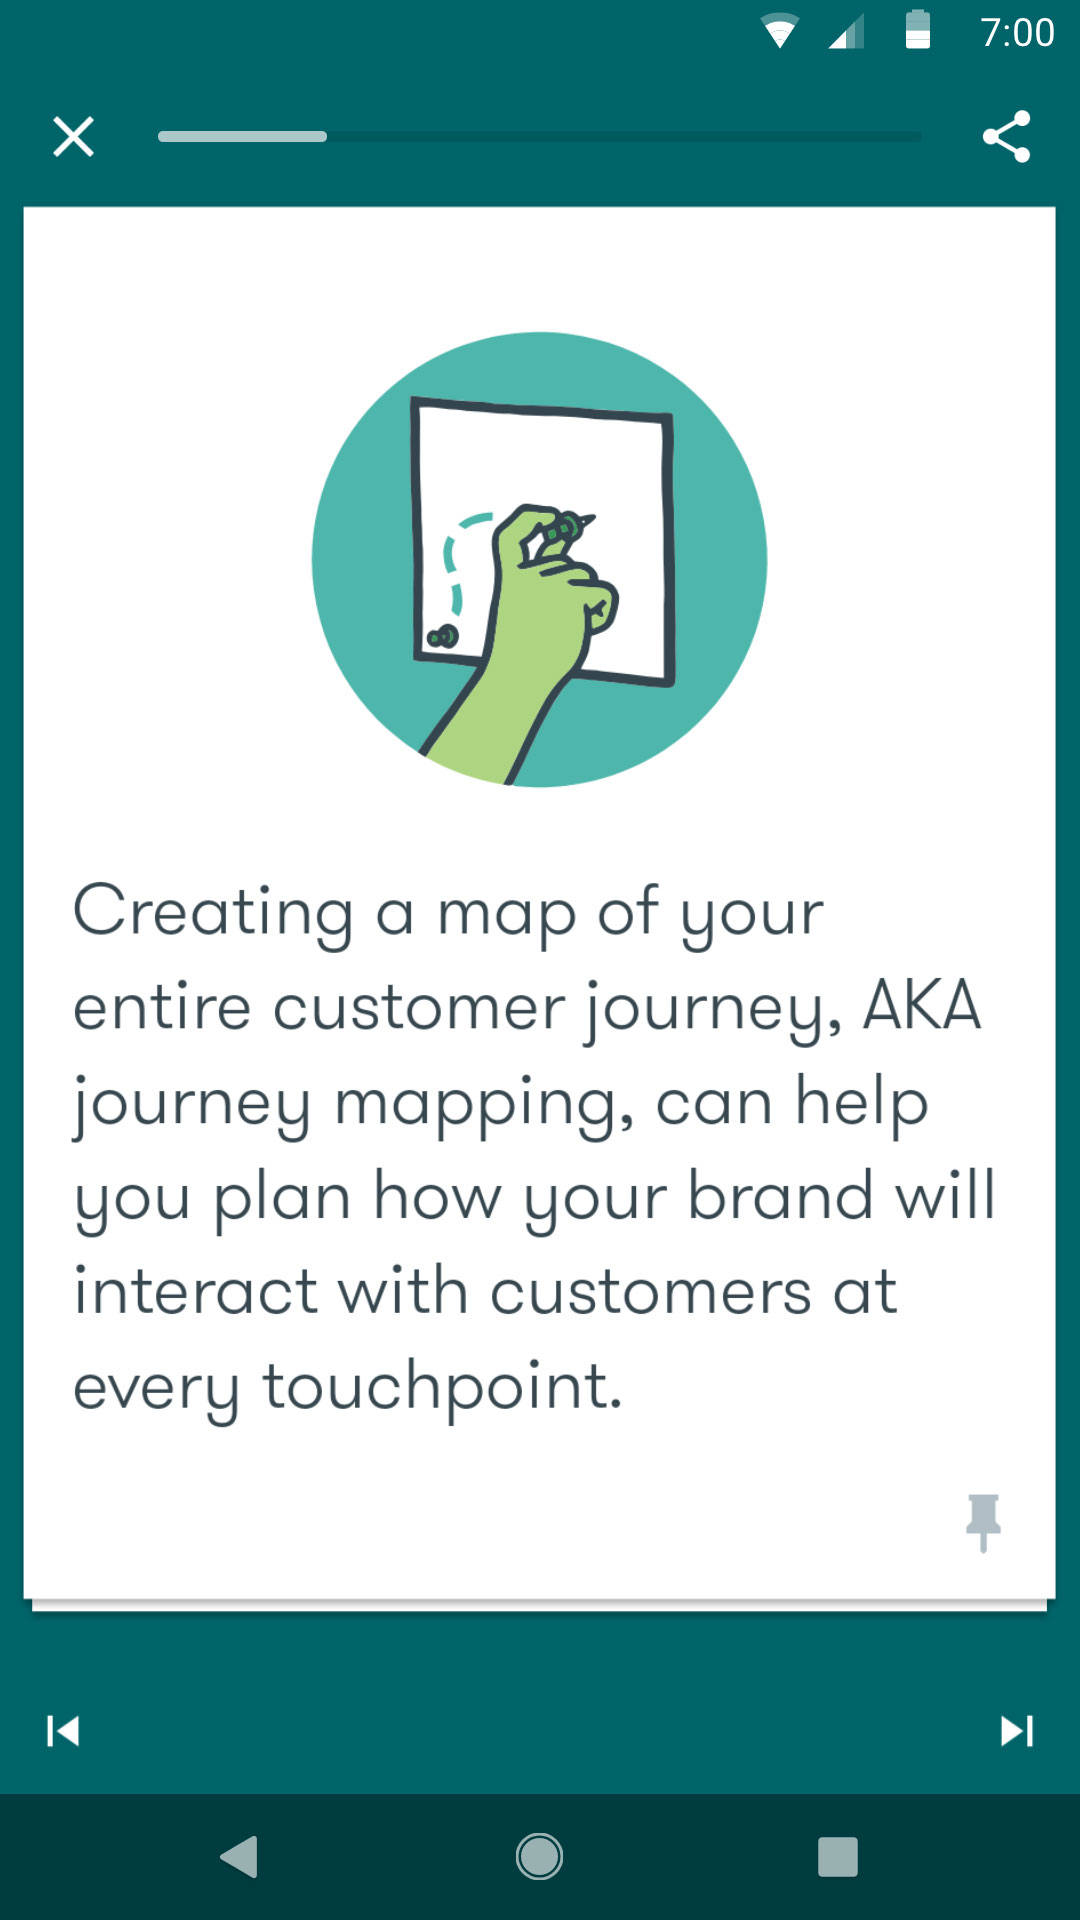 7:00
Creating a map of your
entire customer journey, AKA
journey mapping, can help
you plan how your brand will
interact with customers at
every touchpoint.